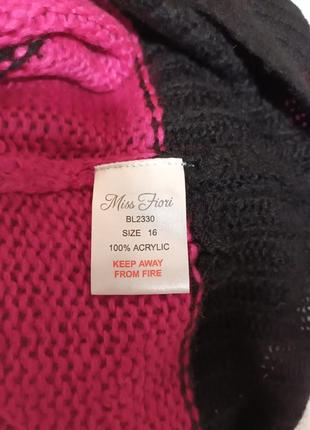 Miss Fiori
BL2330
SIZE 16
100% ACRYLIC
KEEP AWAY
FROM FIRE